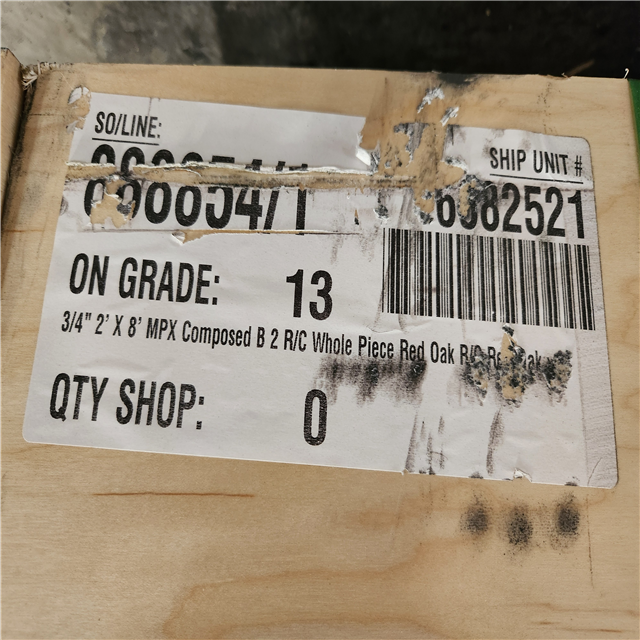 SO/LINE:
SHIP UNIT #
82521
ON GRADE: 13
3/4" 2' X 8' MPX Composed B 2 R/C Whole Piece Red Oak R/C
QTY SHOP: 0